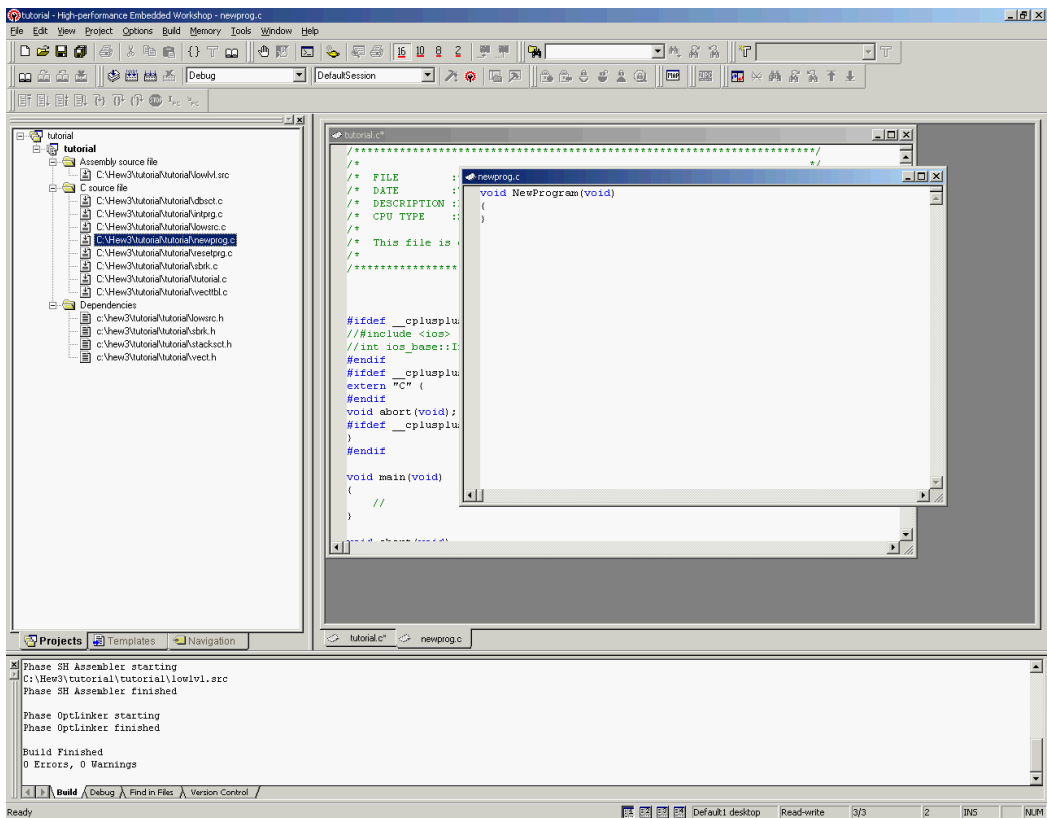 tutorial - High-performance Embedded Workshop - newprog.c
File Edit View Project Options Build Memory Tools Window Help
16 10 8 2
Debug
DefaultSession
tutorial
tutorial
Assembly source file
C:\Hew3\tutorial\tutorial\lowlvl.src
C source file
C:\Hew3\tutorial\tutorial\dbsct.c
C:\Hew3\tutorial\tutorial\intprg.c
C:\Hew3\tutorial\tutorial\lowsrc.c
C:\Hew3\tutorial\tutorial\newprog.c
C:\Hew3\tutorial\tutorial\resetprg.c
C:\Hew3\tutorial\tutorial\sbrk.c
C:\Hew3\tutorial\tutorial\tutorial.c
C:\Hew3\tutorial\tutorial\vecttbl.c
Dependencies
c:\hew3\tutorial\tutorial\lowsrc.h
c:\hew3\tutorial\tutorial\sbrk.h
c:\hew3\tutorial\tutorial\stacksct.h
c:\hew3\tutorial\tutorial\vect.h
Projects Templates Navigation
tutorial.c*
/***********************************************************************/
/* */
/* FILE :
/* DATE :
/* DESCRIPTION :
/* CPU TYPE :
/*
/* This file is
/*
/*****************
#ifdef __cplusplu
//#include <ios>
//int ios_base::I
#endif
#ifdef __cplusplu
extern "C" {
#endif
void abort(void);
#ifdef __cplusplu
}
#endif
void main(void)
{
//
}
void abort(void)
newprog.c
void NewProgram(void)
{
}
tutorial.c* newprog.c
Phase SH Assembler starting
C:\Hew3\tutorial\tutorial\lowlvl.src
Phase SH Assembler finished
Phase OptLinker starting
Phase OptLinker finished
Build Finished
0 Errors, 0 Warnings
Build Debug Find in Files Version Control
Ready Default1 desktop Read-write 3/3 2 INS NUM